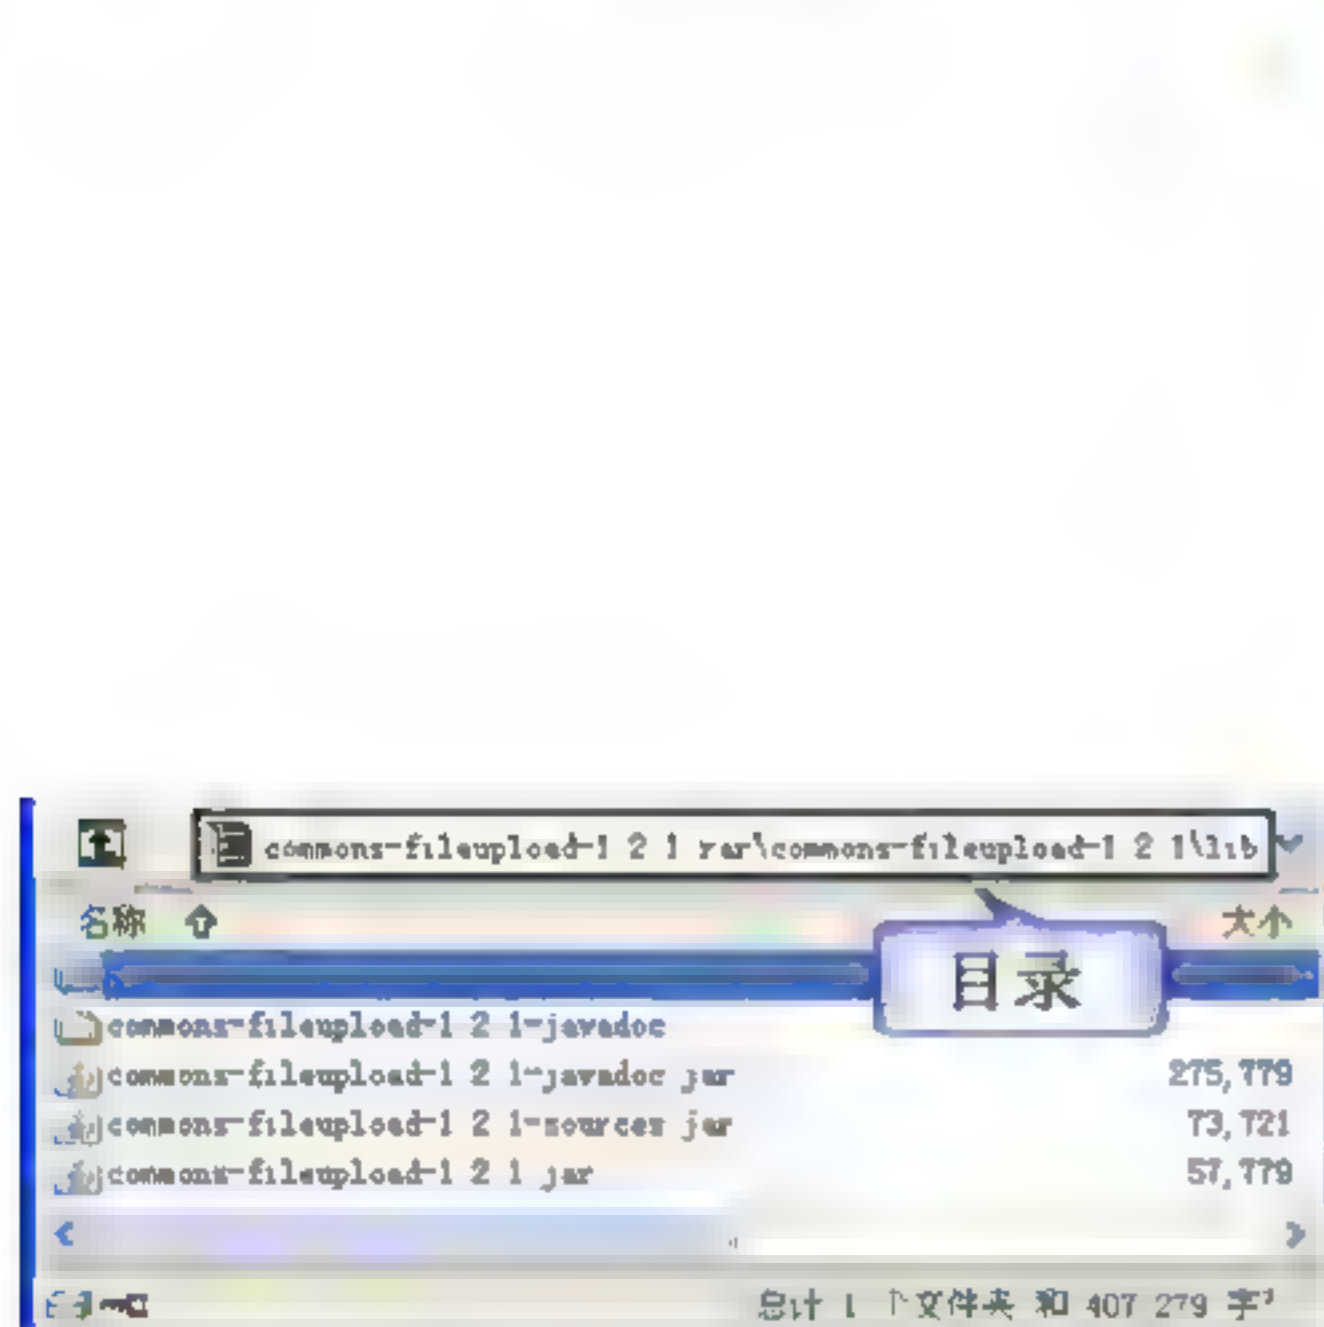 commons-fileupload-1 2 1 rar\commons-fileupload-1 2 1\lib
名称 大小
目录
commons-fileupload-1 2 1-javadoc
commons-fileupload-1 2 1-javadoc jar 275,779
commons-fileupload-1 2 1-sources jar 73,721
commons-fileupload-1 2 1 jar 57,779
总计 1 个文件夹 和 407 279 字